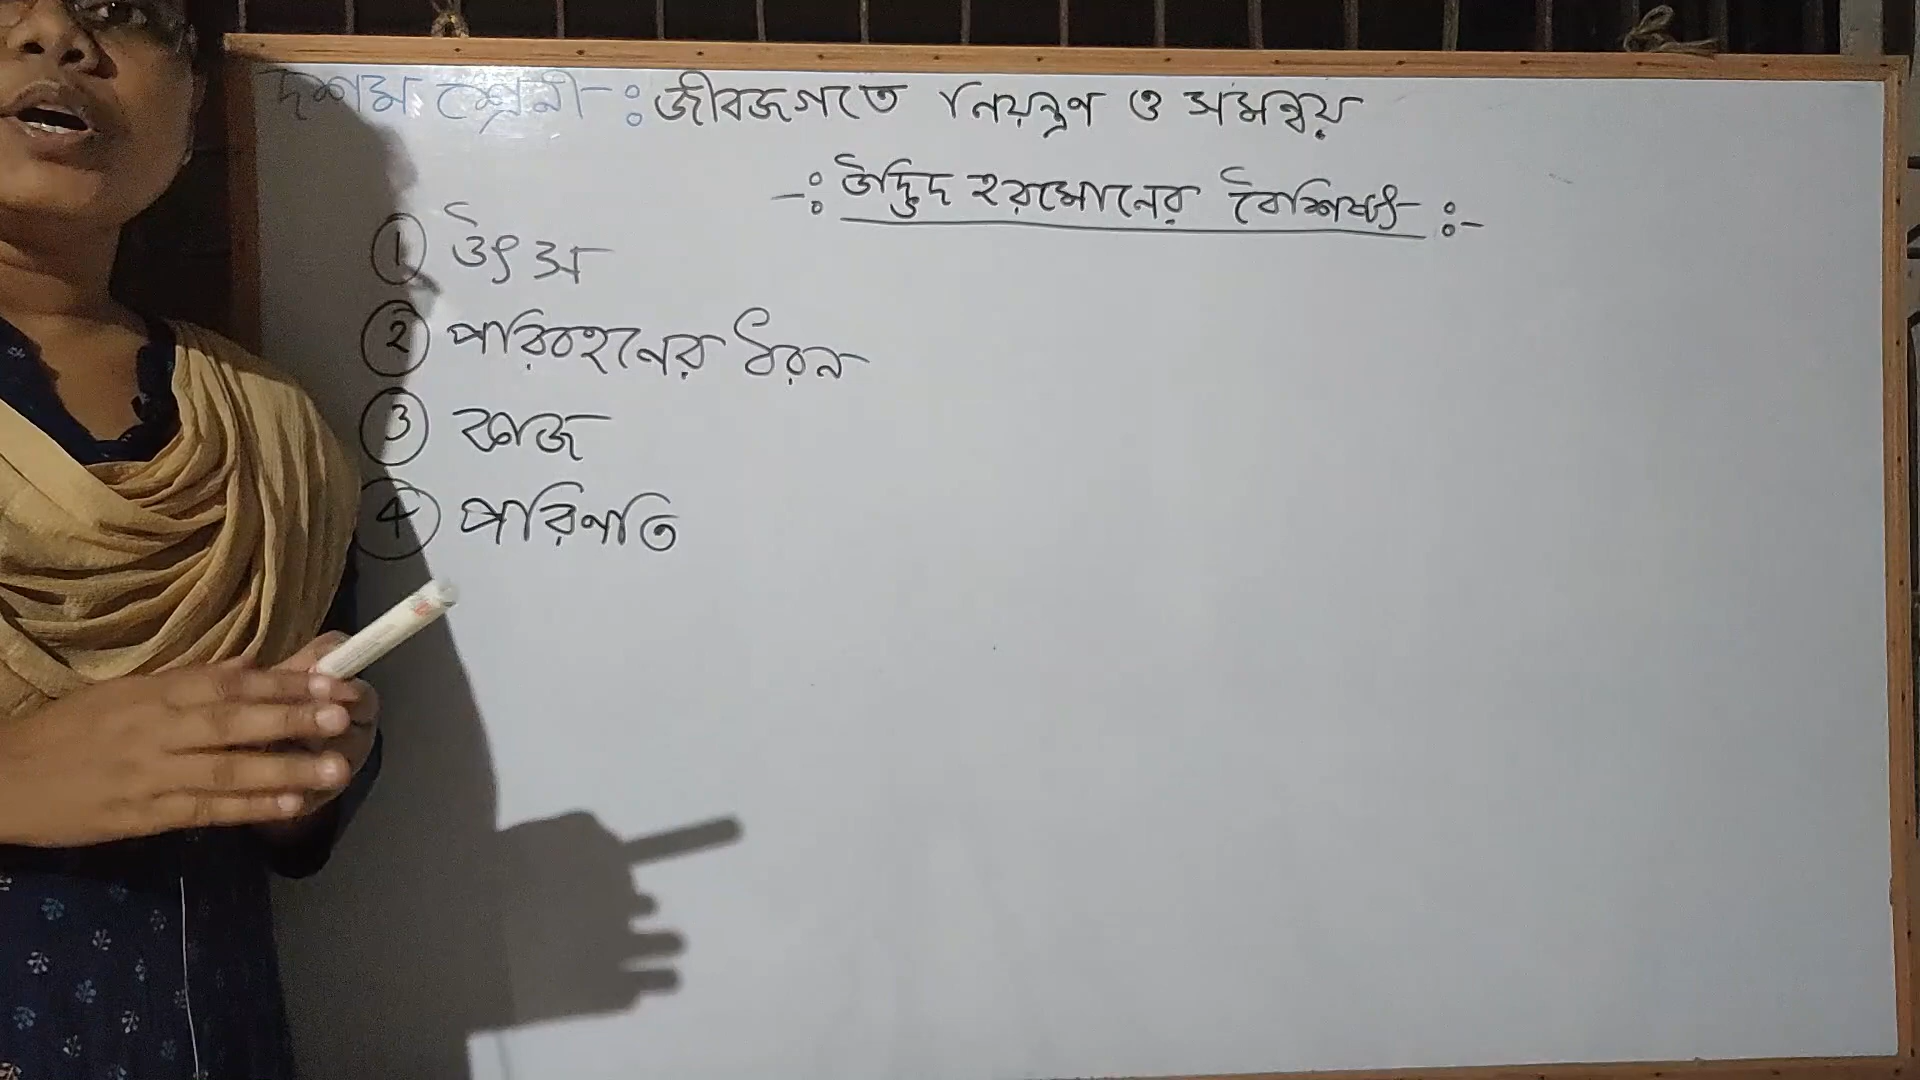 দশম শ্রেনী-: জীবজগতে নিয়ন্ত্রণ ও সমন্বয়
-: উদ্ভিদ হরমোনের বৈশিষ্ট্য :-
① উৎস
② পরিবহনের ধরন
③ কাজ
④ পরিণতি